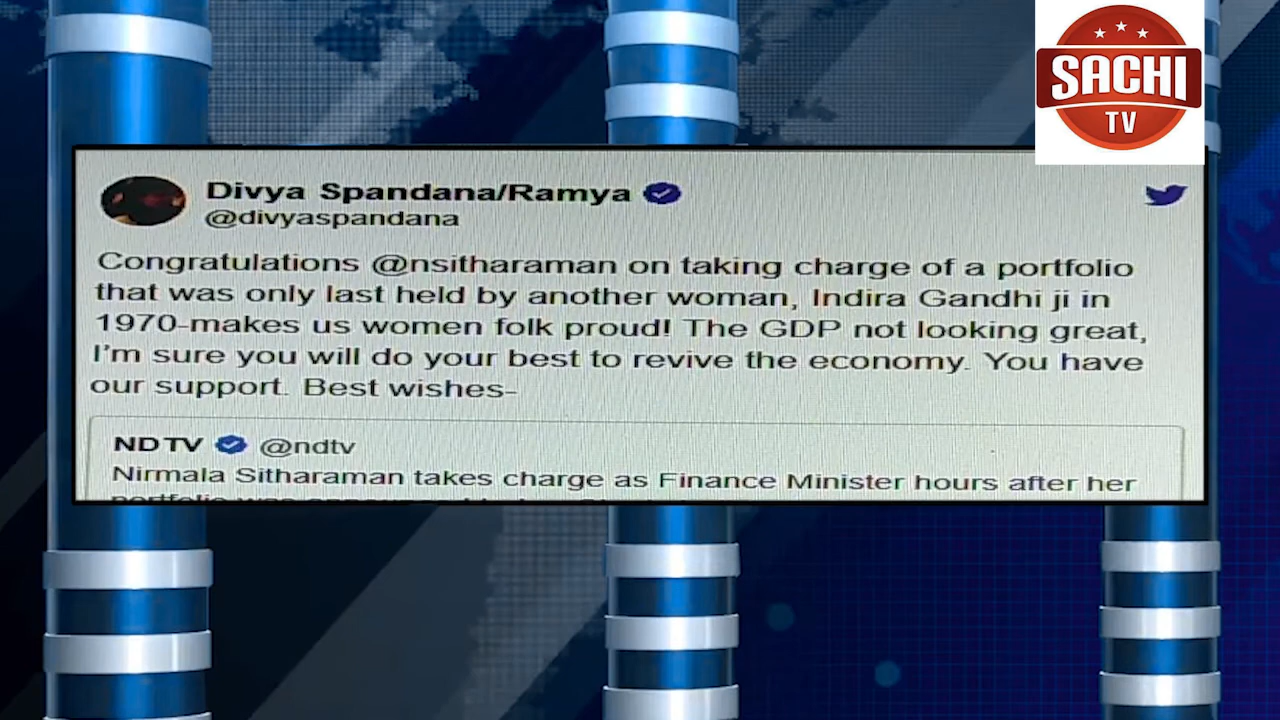 SACHI
TV
Divya Spandana/Ramya
@divyaspandana
Congratulations @nsitharaman on taking charge of a portfolio
that was only last held by another woman, Indira Gandhi ji in
1970-makes us women folk proud! The GDP not looking great,
I'm sure you will do your best to revive the economy. You have
our support. Best wishes-
NDTV @ndtv
Nirmala Sitharaman takes charge as Finance Minister hours after her